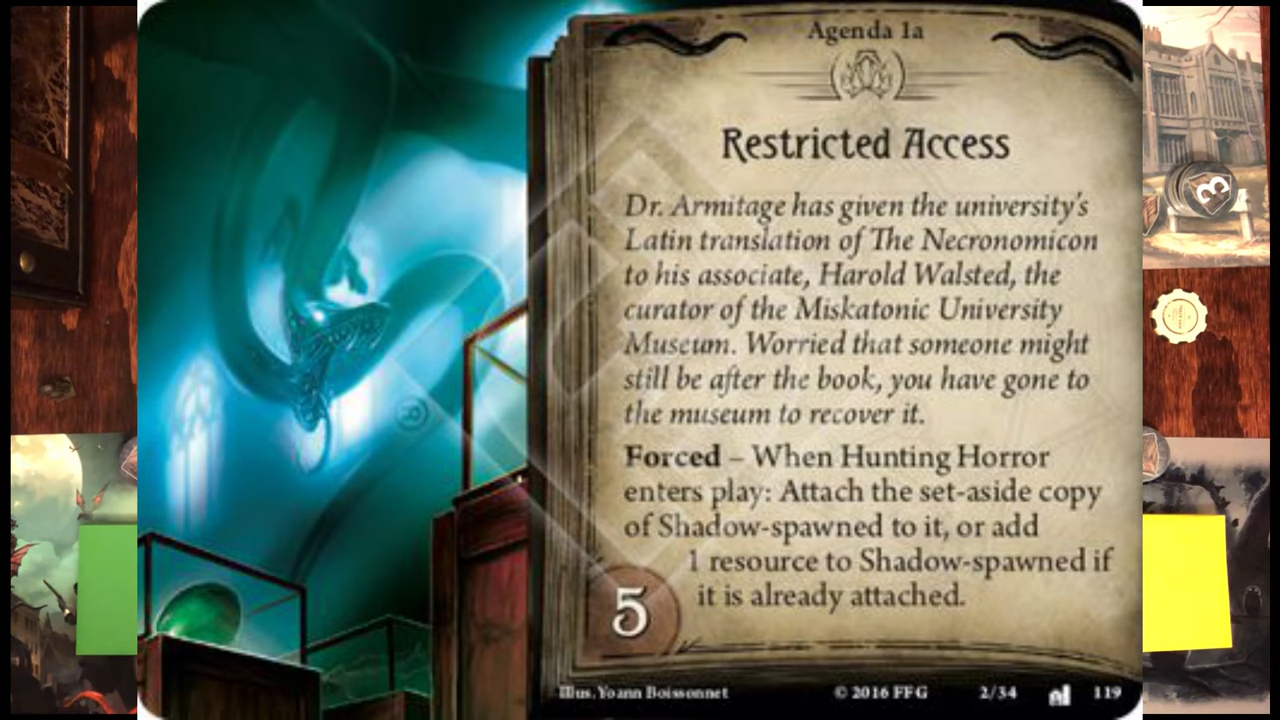 Agenda 1a
Restricted Access
Dr. Armitage has given the university's
Latin translation of The Necronomicon
to his associate, Harold Walsted, the
curator of the Miskatonic University
Museum. Worried that someone might
still be after the book, you have gone to
the museum to recover it.
Forced – When Hunting Horror
enters play: Attach the set-aside copy
of Shadow-spawned to it, or add
1 resource to Shadow-spawned if
it is already attached.
5
Illus. Yoann Boissonnet
© 2016 FFG
2/34
119
3